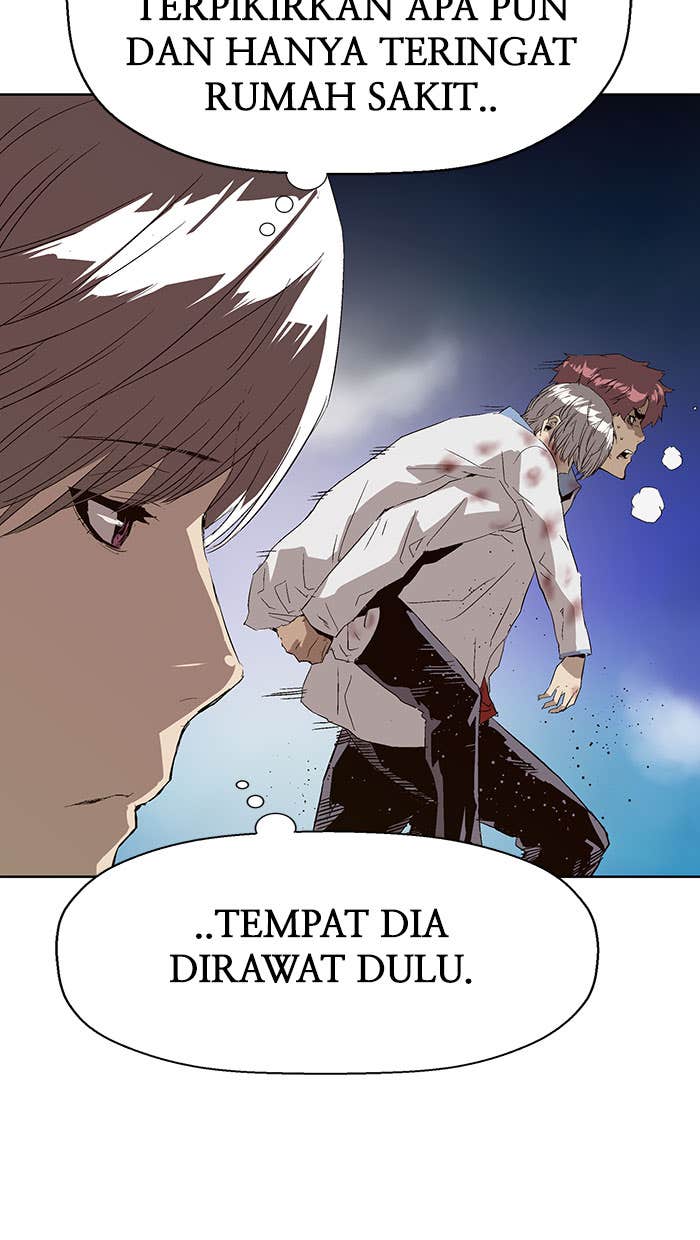 TERPIKIRKAN APA PUN
DAN HANYA TERINGAT
RUMAH SAKIT..
..TEMPAT DIA
DIRAWAT DULU.